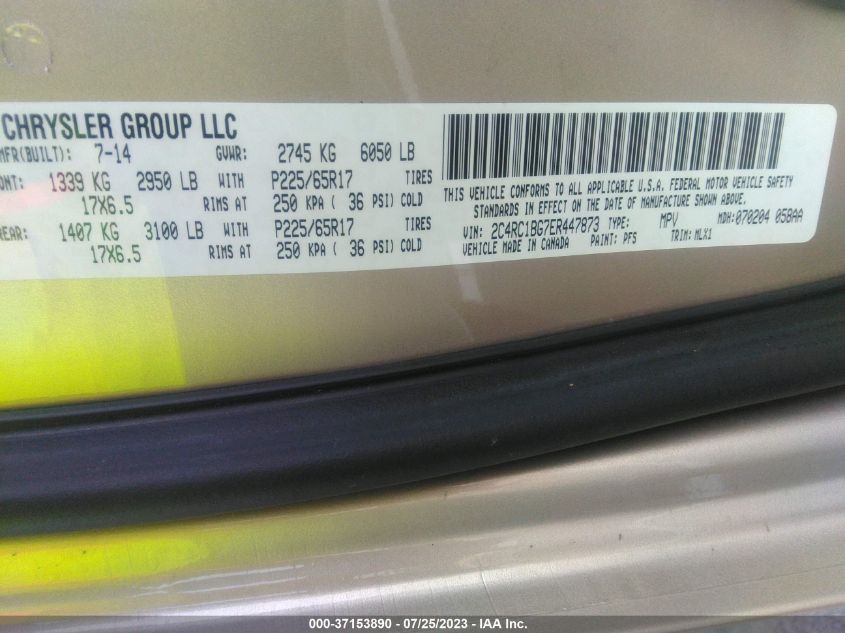 CHRYSLER GROUP LLC
MFR(BUILT): 7-14 GVWR: 2745 KG 6050 LB
ONT: 1339 KG 2950 LB WITH P225/65R17 TIRES
17X6.5 RIMS AT 250 KPA ( 36 PSI) COLD
EAR: 1407 KG 3100 LB WITH P225/65R17 TIRES
17X6.5 RIMS AT 250 KPA ( 36 PSI) COLD
THIS VEHICLE CONFORMS TO ALL APPLICABLE U.S.A. FEDERAL MOTOR VEHICLE SAFETY
STANDARDS IN EFFECT ON THE DATE OF MANUFACTURE SHOWN ABOVE.
VIN: 2C4RC1BG7ER447873 TYPE: MPV MDH: 070204 058AA
VEHICLE MADE IN CANADA PAINT: PFS TRIM: MLX1
000-37153890 - 07/25/2023 - IAA Inc.